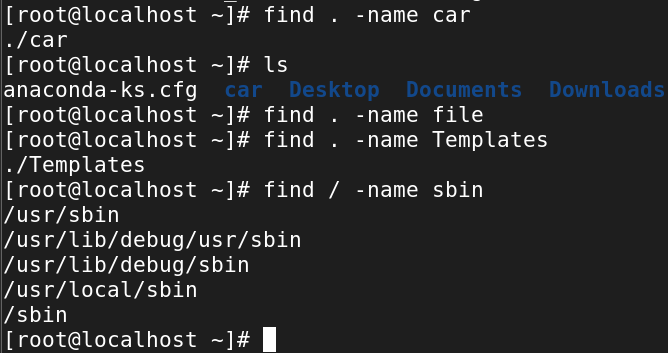 [root@localhost ~]# find . -name car
./car
[root@localhost ~]# ls
anaconda-ks.cfg  car  Desktop  Documents  Downloads
[root@localhost ~]# find . -name file
[root@localhost ~]# find . -name Templates
./Templates
[root@localhost ~]# find / -name sbin
/usr/sbin
/usr/lib/debug/usr/sbin
/usr/lib/debug/sbin
/usr/local/sbin
/sbin
[root@localhost ~]#